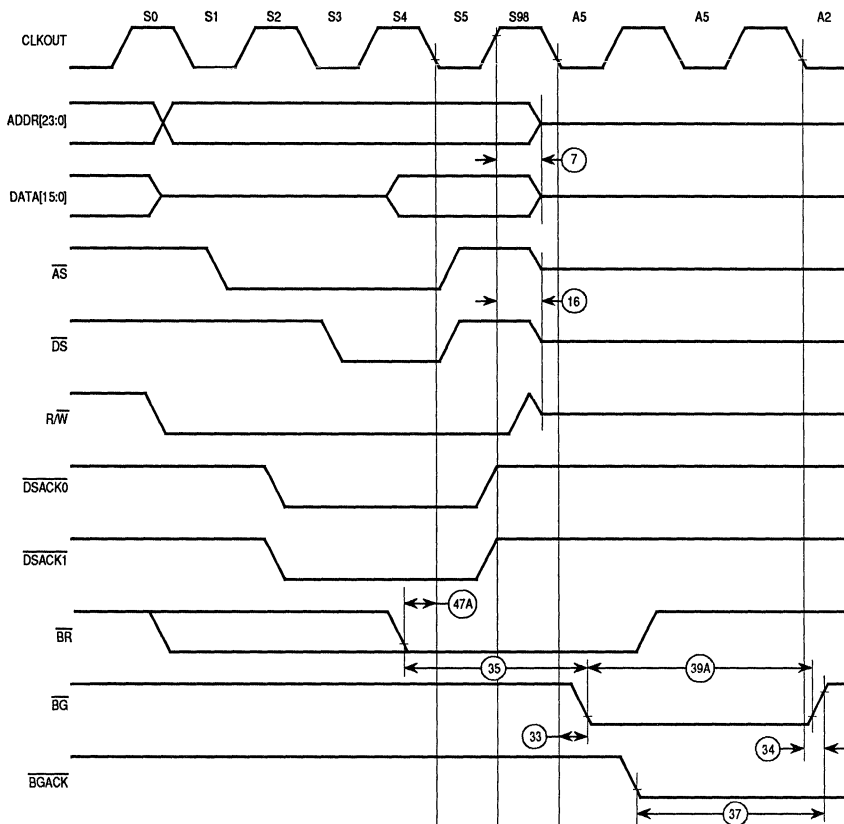 S0 S1 S2 S3 S4 S5 S98 A5 A5 A2
CLKOUT
ADDR[23:0]
7
DATA[15:0]
AS
16
DS
R/W
DSACK0
DSACK1
47A
BR
35 39A
BG
33 34
BGACK
37